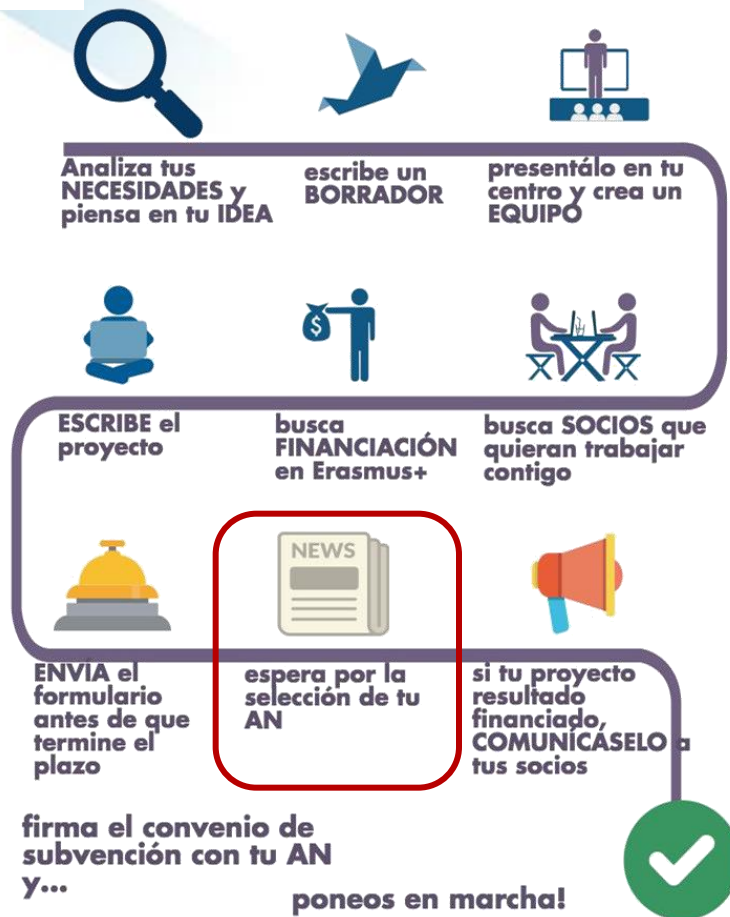 Analiza tus
NECESIDADES y
piensa en tu IDEA
escribe un
BORRADOR
presentálo en tu
centro y crea un
EQUIPO
busca SOCIOS que
quieran trabajar
contigo
busca
FINANCIACIÓN
en Erasmus+
$
ESCRIBE el
proyecto
ENVÍA el
formulario
antes de que
termine el
plazo
NEWS
espera por la
selección de tu
AN
si tu proyecto
resultado
financiado,
COMUNÍCÁSELO a
tus socios
firma el convenio de
subvención con tu AN
y...
poneos en marcha!